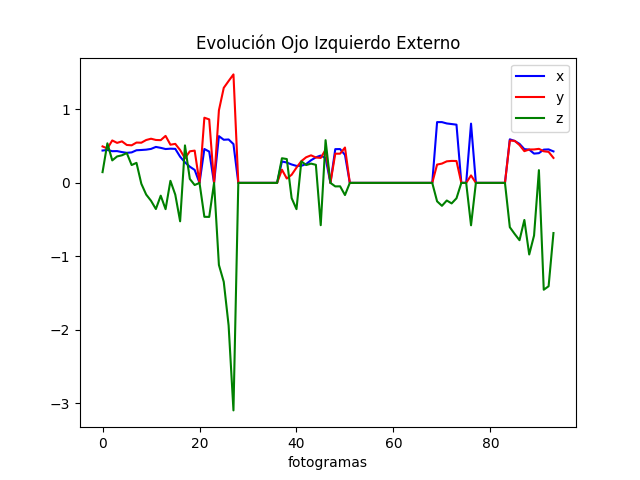 Evolución Ojo Izquierdo Externo
x
y
z
1
0
−1
−2
−3
0 20 40 60 80
fotogramas